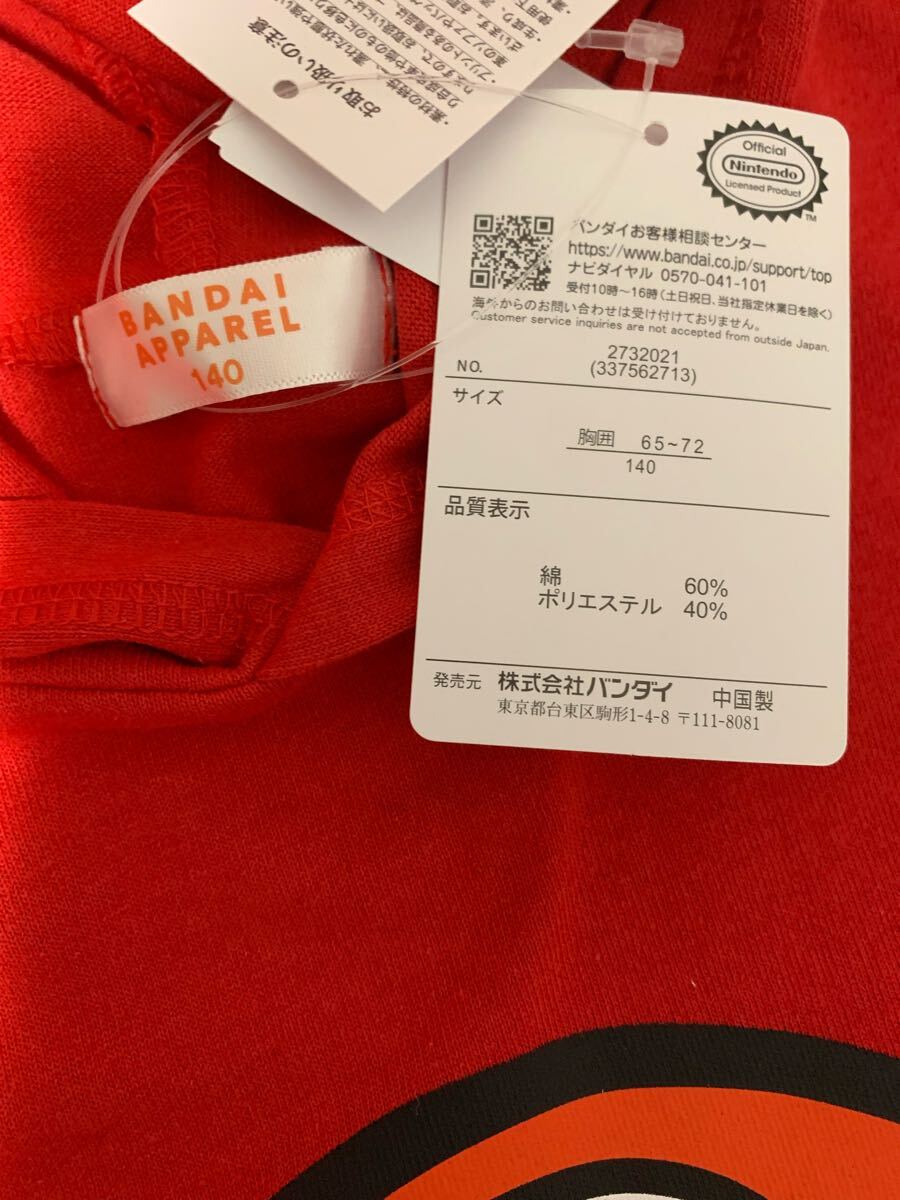 お取り扱いの注意
BANDAI
APPAREL
140
Official
Nintendo
Licensed Product
TM
バンダイお客様相談センター
https://www.bandai.co.jp/support/top
ナビダイヤル 0570-041-101
受付10時～16時(土日祝日、当社指定休業日を除く)
海外からのお問い合わせは受け付けておりません。
Customer service inquiries are not accepted from outside Japan.
NO. 2732021
(337562713)
サイズ
胸囲 65~72
140
品質表示
綿 60%
ポリエステル 40%
発売元 株式会社バンダイ 中国製
東京都台東区駒形1-4-8 〒111-8081